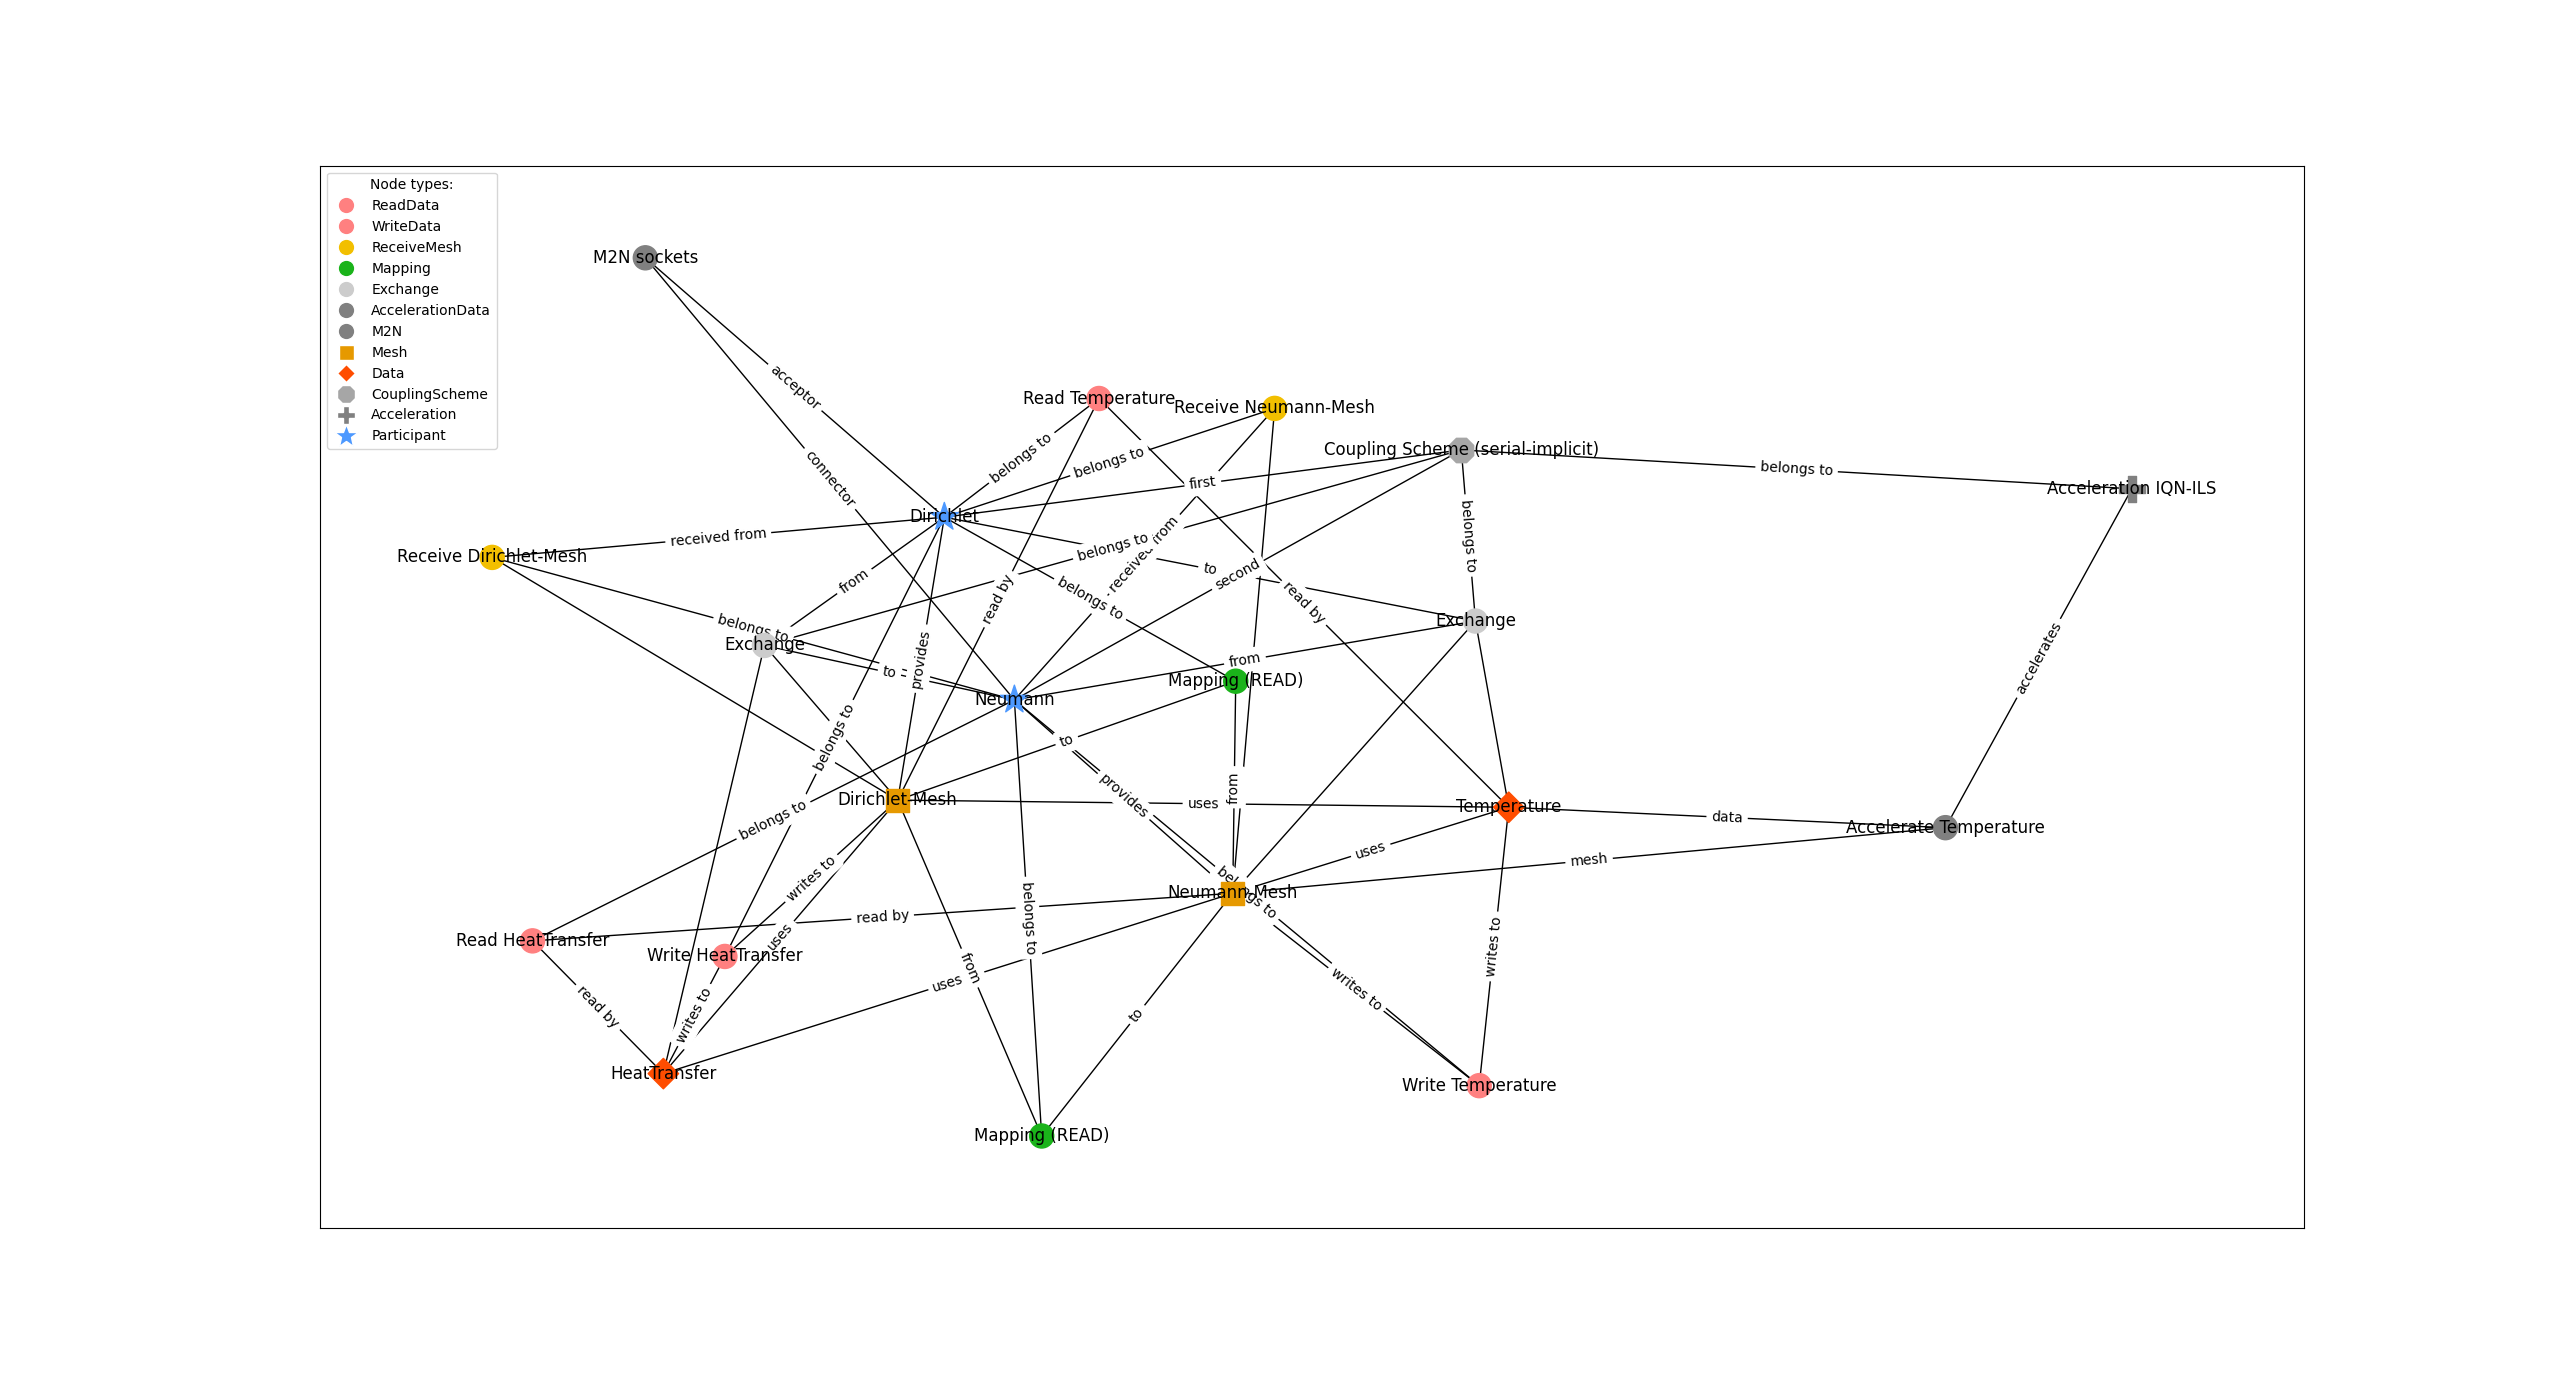 Node types:
ReadData
WriteData
ReceiveMesh
Mapping
Exchange
AccelerationData
M2N
Mesh
Data
CouplingScheme
Acceleration
Participant
M2N sockets
acceptor
connector
Read Temperature
Receive Neumann-Mesh
belongs to
belongs to
Coupling Scheme (serial-implicit)
belongs to
first
Acceleration IQN-ILS
Dirichlet
belongs to
received from
Receive Dirichlet-Mesh
belongs to
received from
to
second
from
belongs to
read by
read by
Exchange
belongs to
Exchange
to
provides
from
accelerates
Mapping (READ)
Neumann
belongs to
to
provides
from
Dirichlet-Mesh
uses
Temperature
data
Accelerate Temperature
belongs to
uses
mesh
writes to
belongs to
Neumann-Mesh
read by
belongs to
Read HeatTransfer
uses
Write HeatTransfer
writes to
from
uses
writes to
read by
writes to
to
HeatTransfer
Write Temperature
Mapping (READ)